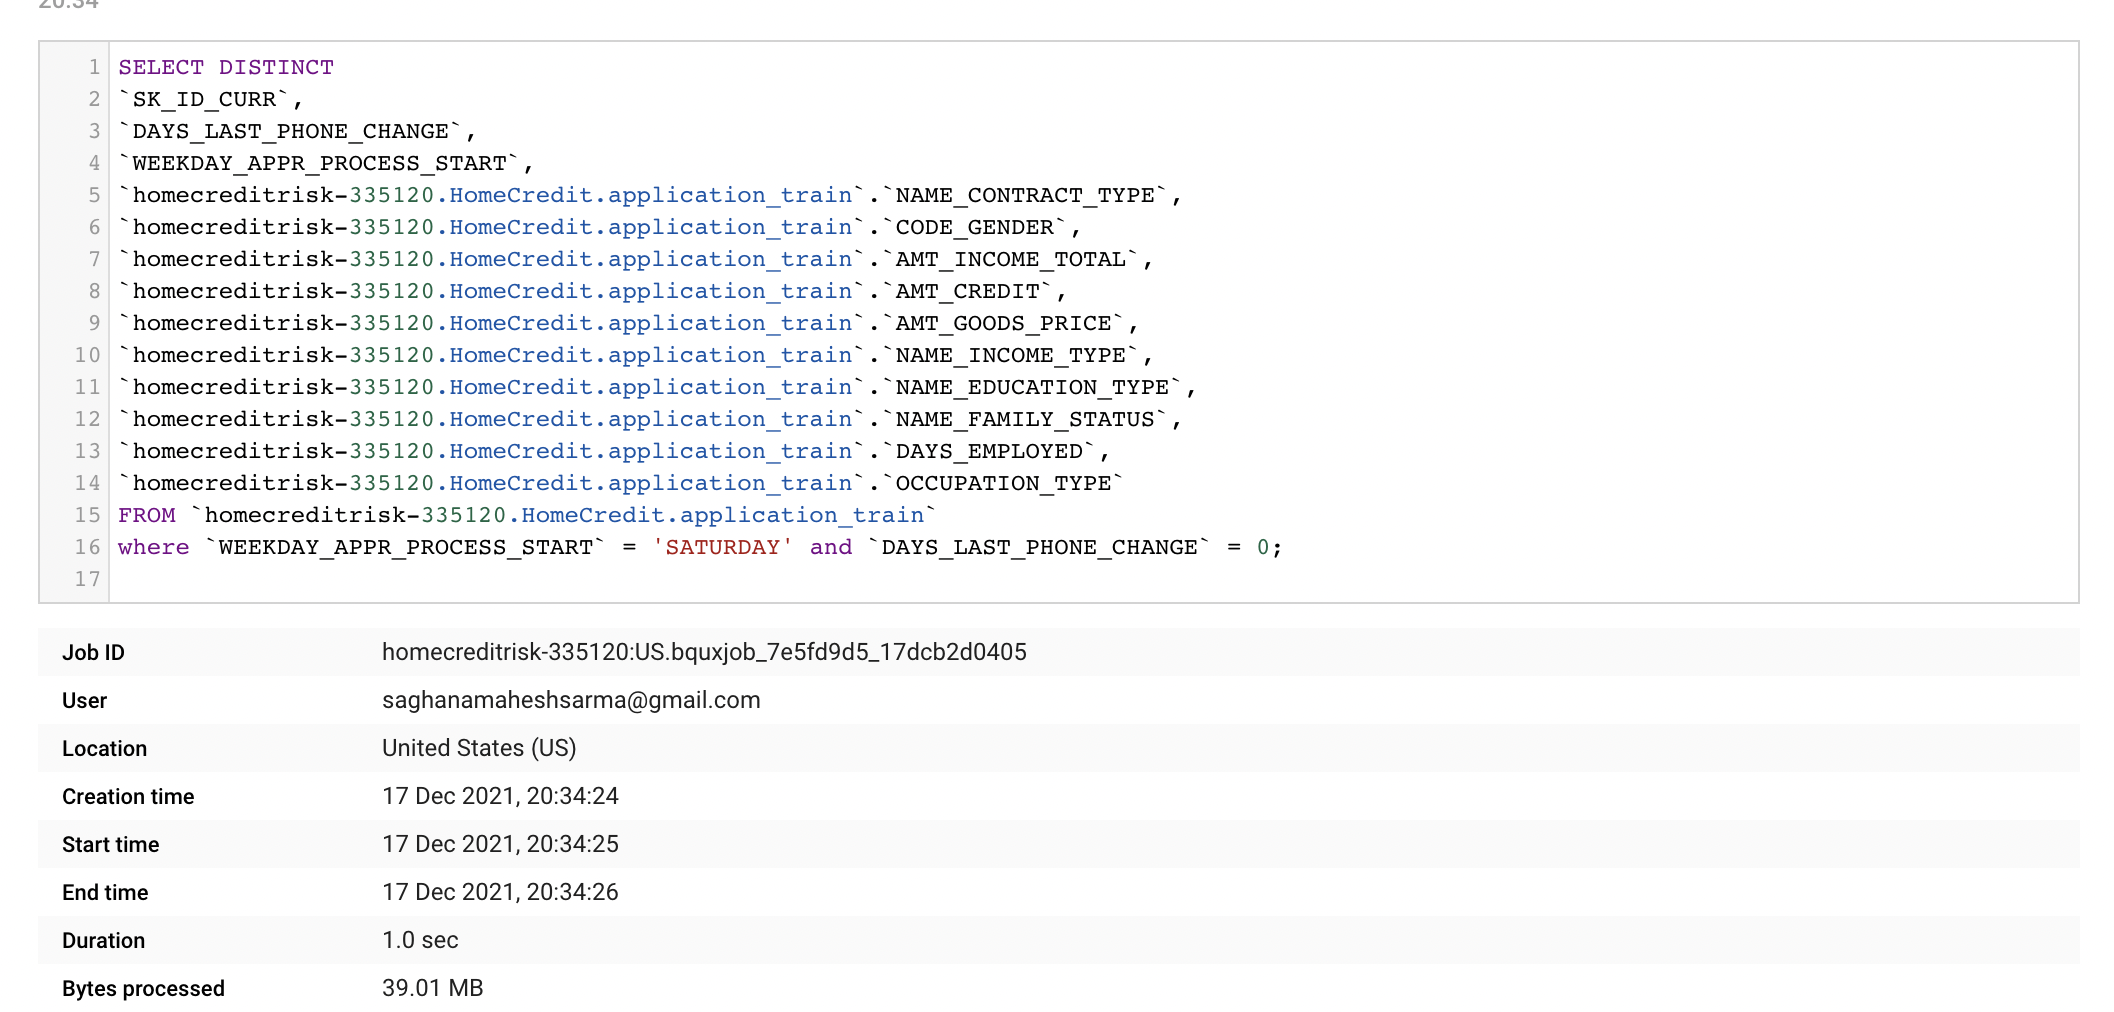 20:34
1 SELECT DISTINCT
2 `SK_ID_CURR`,
3 `DAYS_LAST_PHONE_CHANGE`,
4 `WEEKDAY_APPR_PROCESS_START`,
5 `homecreditrisk-335120.HomeCredit.application_train`.`NAME_CONTRACT_TYPE`,
6 `homecreditrisk-335120.HomeCredit.application_train`.`CODE_GENDER`,
7 `homecreditrisk-335120.HomeCredit.application_train`.`AMT_INCOME_TOTAL`,
8 `homecreditrisk-335120.HomeCredit.application_train`.`AMT_CREDIT`,
9 `homecreditrisk-335120.HomeCredit.application_train`.`AMT_GOODS_PRICE`,
10 `homecreditrisk-335120.HomeCredit.application_train`.`NAME_INCOME_TYPE`,
11 `homecreditrisk-335120.HomeCredit.application_train`.`NAME_EDUCATION_TYPE`,
12 `homecreditrisk-335120.HomeCredit.application_train`.`NAME_FAMILY_STATUS`,
13 `homecreditrisk-335120.HomeCredit.application_train`.`DAYS_EMPLOYED`,
14 `homecreditrisk-335120.HomeCredit.application_train`.`OCCUPATION_TYPE`
15 FROM `homecreditrisk-335120.HomeCredit.application_train`
16 where `WEEKDAY_APPR_PROCESS_START` = 'SATURDAY' and `DAYS_LAST_PHONE_CHANGE` = 0;
17
Job ID homecreditrisk-335120:US.bquxjob_7e5fd9d5_17dcb2d0405
User saghanamaheshsarma@gmail.com
Location United States (US)
Creation time 17 Dec 2021, 20:34:24
Start time 17 Dec 2021, 20:34:25
End time 17 Dec 2021, 20:34:26
Duration 1.0 sec
Bytes processed 39.01 MB